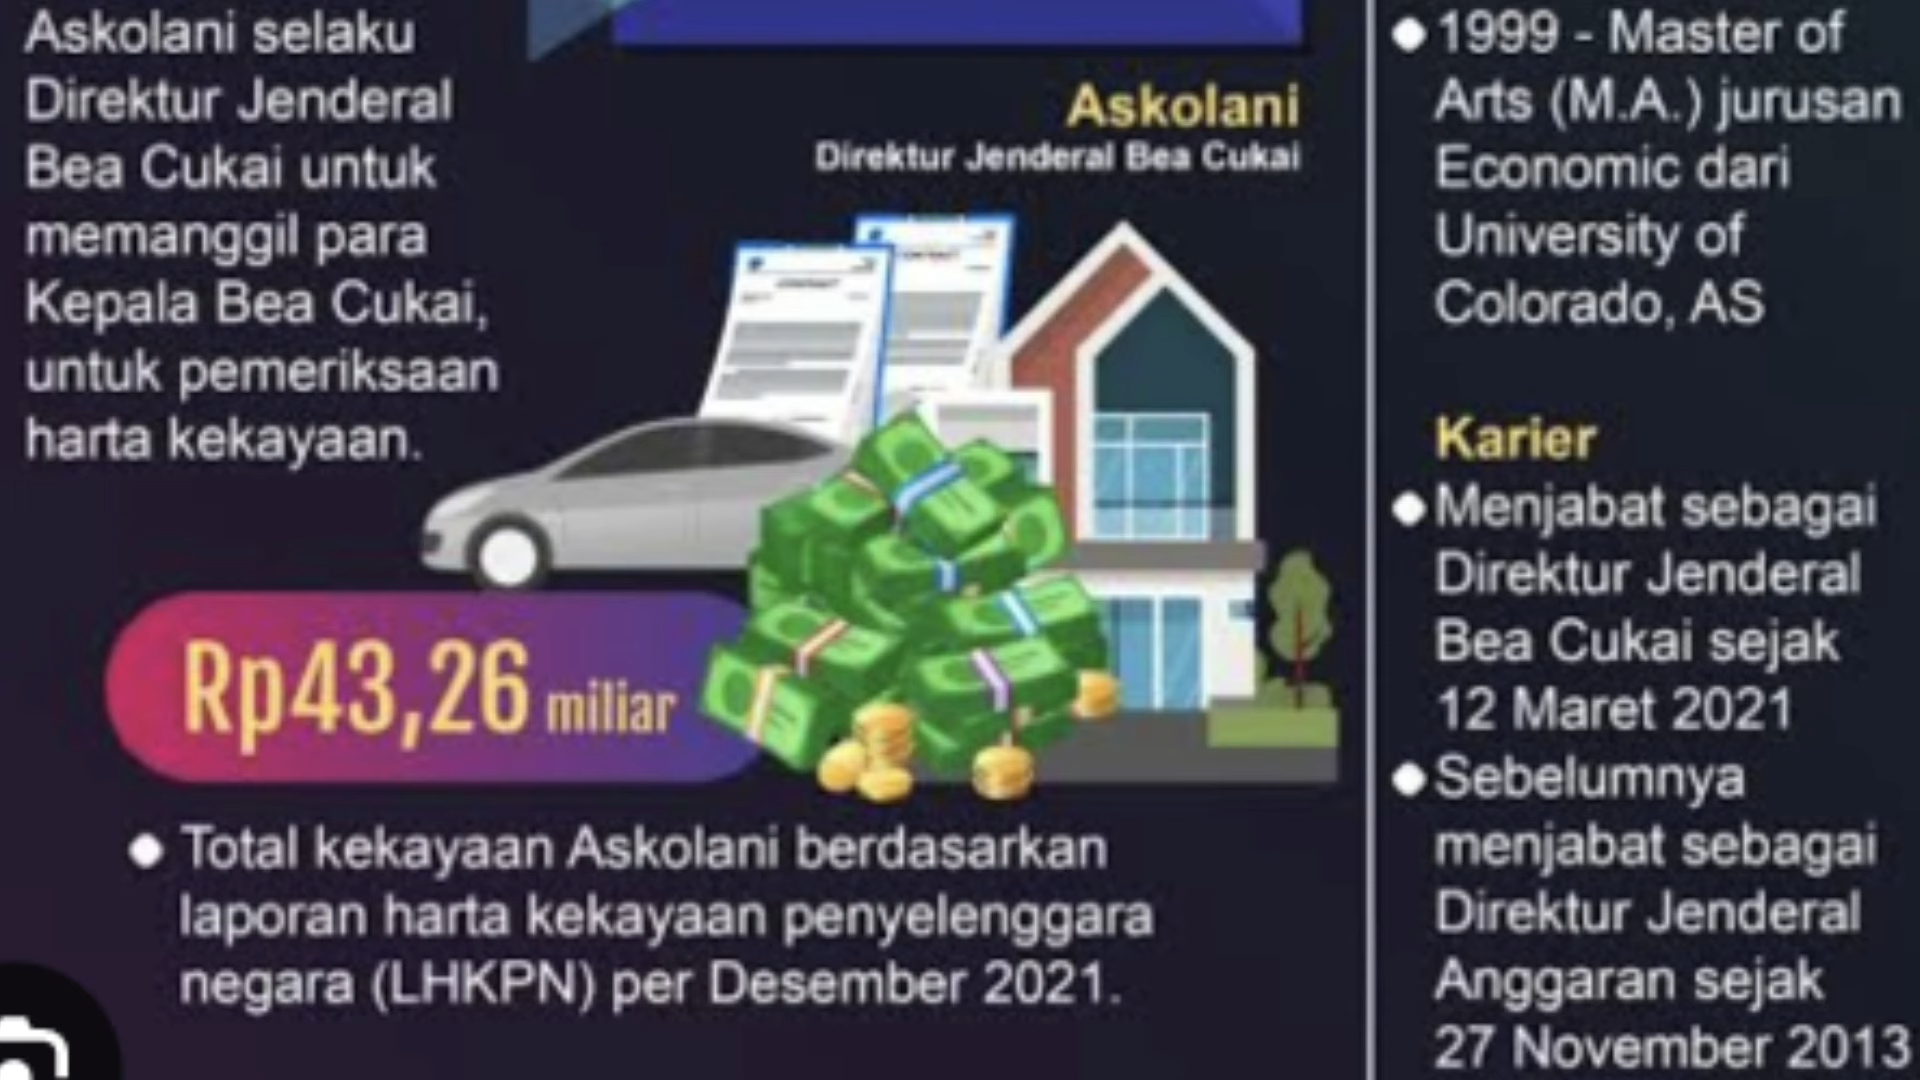 Askolani selaku
Direktur Jenderal
Bea Cukai untuk
memanggil para
Kepala Bea Cukai,
untuk pemeriksaan
harta kekayaan.
Askolani
Direktur Jenderal Bea Cukai
Rp43,26 miliar
● Total kekayaan Askolani berdasarkan
laporan harta kekayaan penyelenggara
negara (LHKPN) per Desember 2021.
● 1999 - Master of
Arts (M.A.) jurusan
Economic dari
University of
Colorado, AS
Karier
● Menjabat sebagai
Direktur Jenderal
Bea Cukai sejak
12 Maret 2021
● Sebelumnya
menjabat sebagai
Direktur Jenderal
Anggaran sejak
27 November 2013